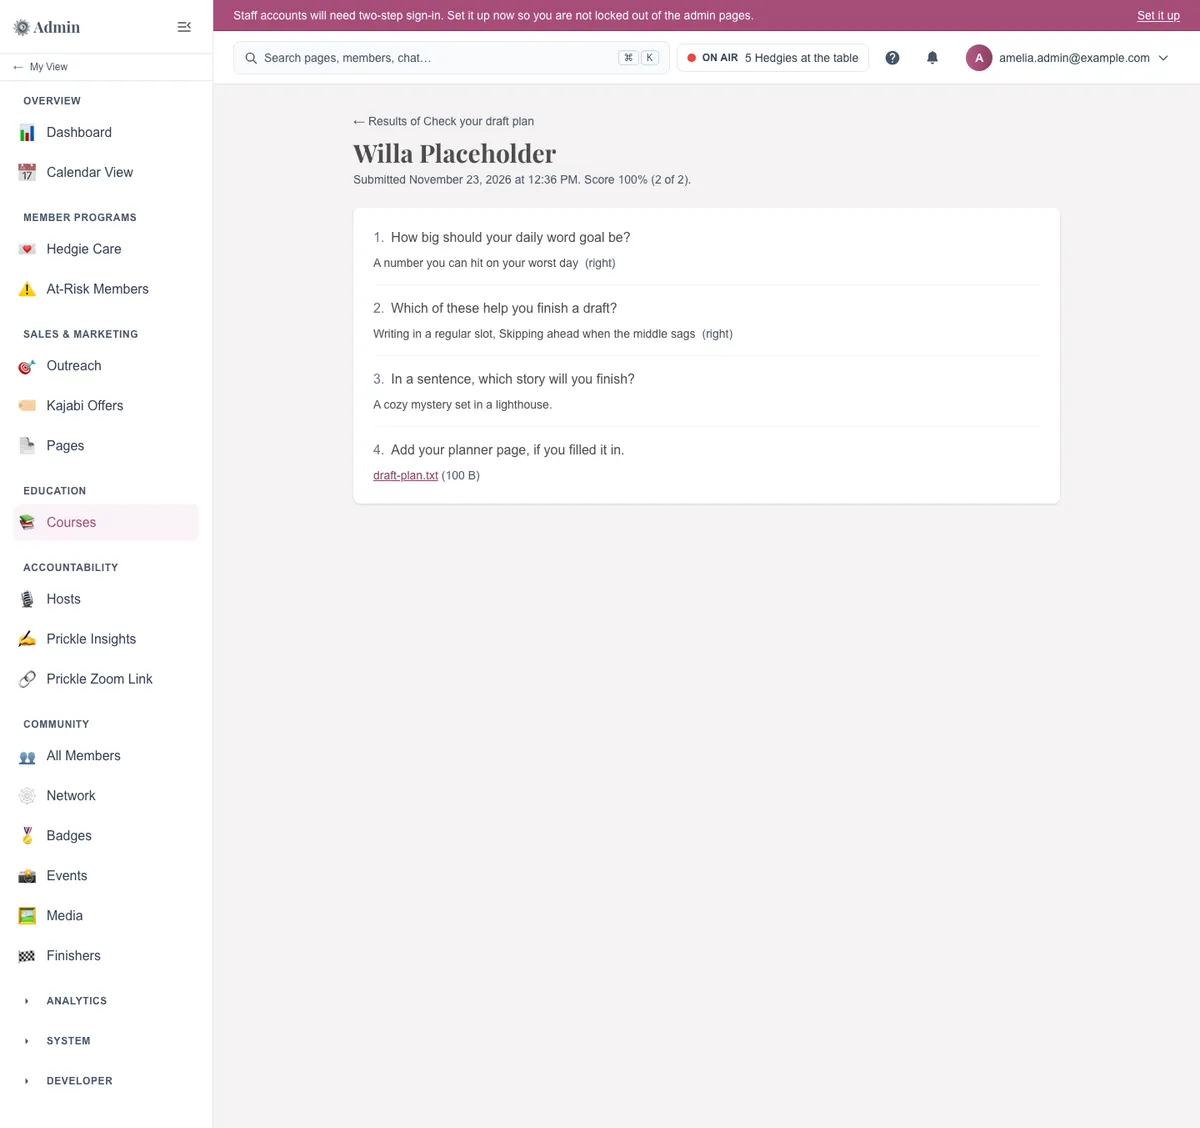 Admin
← My View
OVERVIEW
Dashboard
Calendar View
MEMBER PROGRAMS
Hedgie Care
At-Risk Members
SALES & MARKETING
Outreach
Kajabi Offers
Pages
EDUCATION
Courses
ACCOUNTABILITY
Hosts
Prickle Insights
Prickle Zoom Link
COMMUNITY
All Members
Network
Badges
Events
Media
Finishers
ANALYTICS
SYSTEM
DEVELOPER
Staff accounts will need two-step sign-in. Set it up now so you are not locked out of the admin pages. Set it up
Search pages, members, chat… ⌘ K ON AIR 5 Hedgies at the table A amelia.admin@example.com
← Results of Check your draft plan
Willa Placeholder
Submitted November 23, 2026 at 12:36 PM. Score 100% (2 of 2).
1. How big should your daily word goal be?
A number you can hit on your worst day (right)
2. Which of these help you finish a draft?
Writing in a regular slot, Skipping ahead when the middle sags (right)
3. In a sentence, which story will you finish?
A cozy mystery set in a lighthouse.
4. Add your planner page, if you filled it in.
draft-plan.txt (100 B)